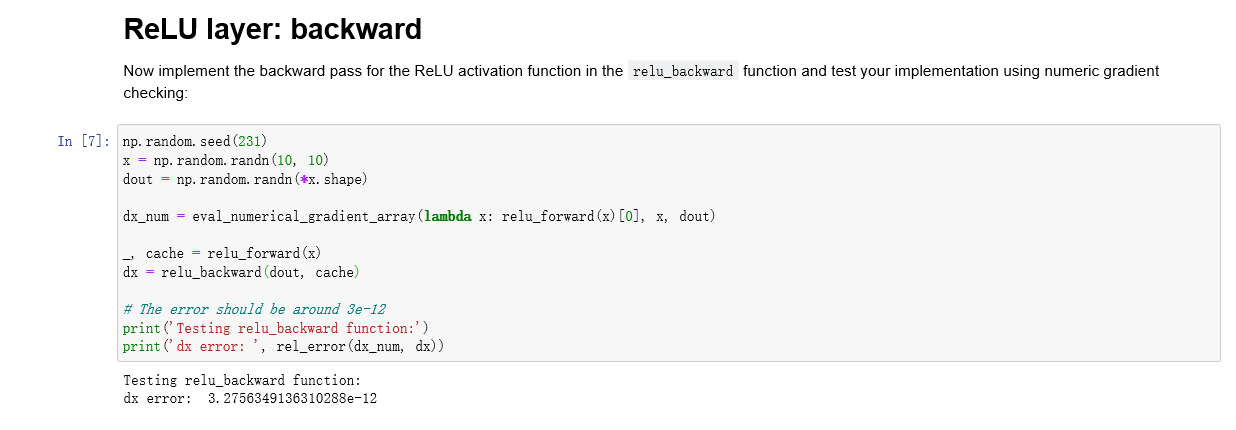 ReLU layer: backward
Now implement the backward pass for the ReLU activation function in the relu_backward function and test your implementation using numeric gradient
checking:
In [7]: np.random.seed(231)
x = np.random.randn(10, 10)
dout = np.random.randn(*x.shape)
dx_num = eval_numerical_gradient_array(lambda x: relu_forward(x)[0], x, dout)
_, cache = relu_forward(x)
dx = relu_backward(dout, cache)
# The error should be around 3e-12
print('Testing relu_backward function:')
print('dx error: ', rel_error(dx_num, dx))
Testing relu_backward function:
dx error:  3.2756349136310288e-12